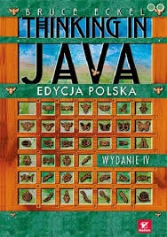 BRUCE ECKEL
THINKING IN
JAVA
EDYCJA POLSKA
WYDANIE IV